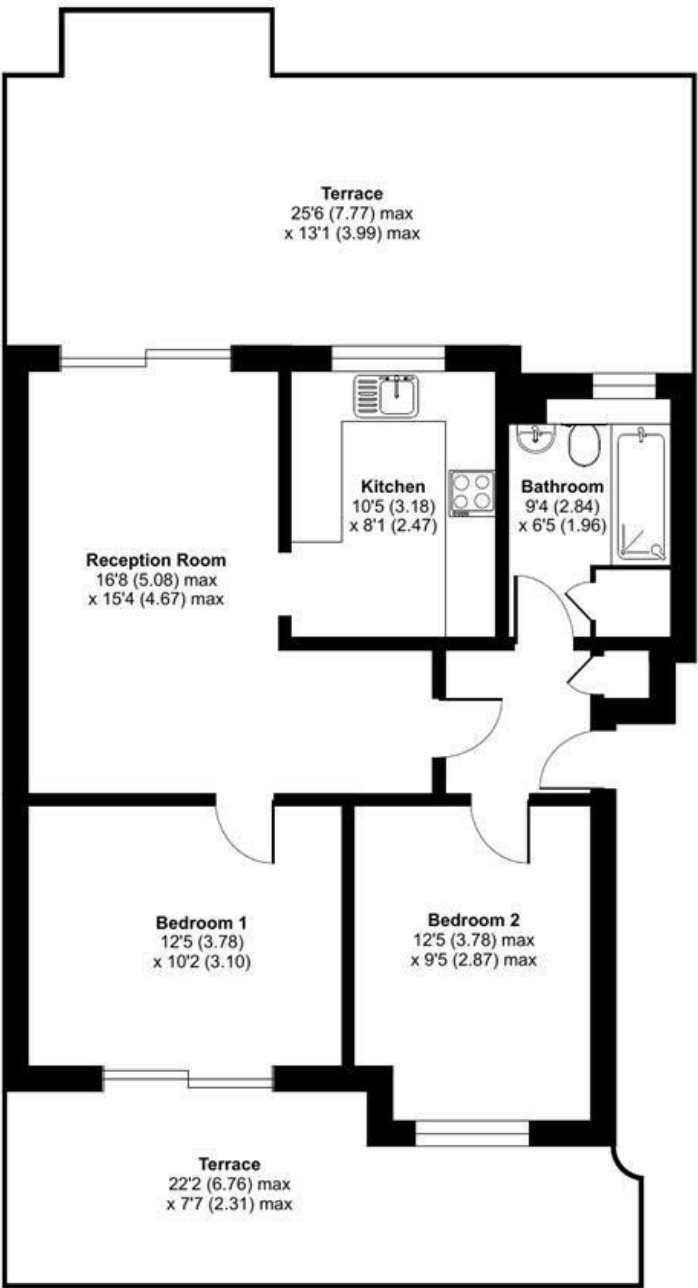 Terrace
25'6 (7.77) max
x 13'1 (3.99) max
Kitchen
10'5 (3.18)
x 8'1 (2.47)
Bathroom
9'4 (2.84)
x 6'5 (1.96)
Reception Room
16'8 (5.08) max
x 15'4 (4.67) max
Bedroom 1
12'5 (3.78)
x 10'2 (3.10)
Bedroom 2
12'5 (3.78) max
x 9'5 (2.87) max
Terrace
22'2 (6.76) max
x 7'7 (2.31) max